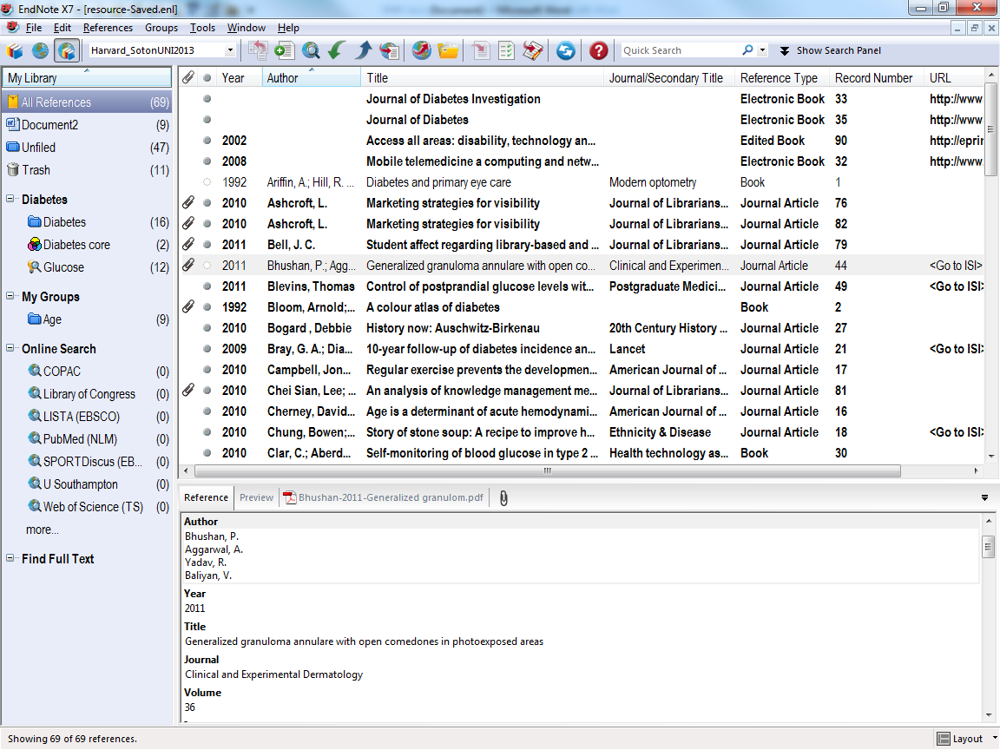 EndNote X7 - [resource-Saved.enl]
File Edit References Groups Tools Window Help
Harvard_SotonUNI2013 Quick Search Show Search Panel
My Library
All References (69)
Document2 (9)
Unfiled (47)
Trash (11)
Diabetes
Diabetes (16)
Diabetes core (2)
Glucose (12)
My Groups
Age (9)
Online Search
COPAC (0)
Library of Congress (0)
LISTA (EBSCO) (0)
PubMed (NLM) (0)
SPORTDiscus (EB... (0)
U Southampton (0)
Web of Science (TS) (0)
more...
Find Full Text
Year Author Title Journal/Secondary Title Reference Type Record Number URL
Journal of Diabetes Investigation Electronic Book 33 http://www
Journal of Diabetes Electronic Book 35 http://www
2002 Access all areas: disability, technology an... Edited Book 90 http://eprin
2008 Mobile telemedicine a computing and netw... Electronic Book 32 http://www
1992 Ariffin, A.; Hill, R. ... Diabetes and primary eye care Modern optometry Book 1
2010 Ashcroft, L. Marketing strategies for visibility Journal of Librarians... Journal Article 76
2010 Ashcroft, L. Marketing strategies for visibility Journal of Librarians... Journal Article 82
2011 Bell, J. C. Student affect regarding library-based and ... Journal of Librarians... Journal Article 79
2011 Bhushan, P.; Agg... Generalized granuloma annulare with open co... Clinical and Experimen... Journal Article 44 <Go to ISI>
2011 Blevins, Thomas Control of postprandial glucose levels wit... Postgraduate Medici... Journal Article 49 <Go to ISI>
1992 Bloom, Arnold;... A colour atlas of diabetes Book 2
2010 Bogard , Debbie History now: Auschwitz-Birkenau 20th Century History ... Journal Article 27
2009 Bray, G. A.; Dia... 10-year follow-up of diabetes incidence an... Lancet Journal Article 21 <Go to ISI>
2010 Campbell, Jon... Regular exercise prevents the developmen... American Journal of ... Journal Article 17
2010 Chei Sian, Lee; ... An analysis of knowledge management me... Journal of Librarians... Journal Article 81
2010 Cherney, David... Age is a determinant of acute hemodynami... American Journal of ... Journal Article 16
2010 Chung, Bowen;... Story of stone soup: A recipe to improve h... Ethnicity & Disease Journal Article 18 <Go to ISI>
2010 Clar, C.; Aberd... Self-monitoring of blood glucose in type 2 ... Health technology as... Book 30
Reference Preview Bhushan-2011-Generalized granulom.pdf
Author
Bhushan, P.
Aggarwal, A.
Yadav, R.
Baliyan, V.
Year
2011
Title
Generalized granuloma annulare with open comedones in photoexposed areas
Journal
Clinical and Experimental Dermatology
Volume
36
Showing 69 of 69 references. Layout